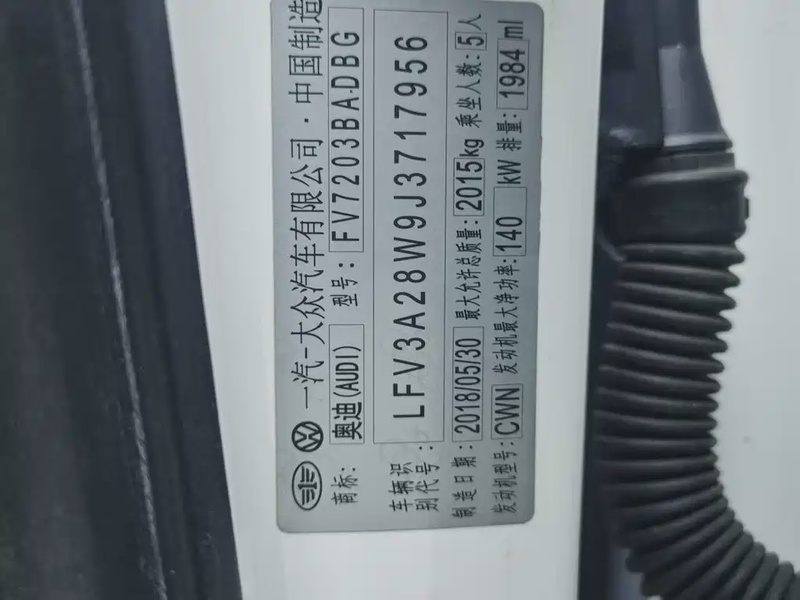 一汽-大众汽车有限公司·中国制造
商标: 奥迪(AUDI) 型号: FV7203BADBG
车辆识别代号: LFV3A28W9J3717956
制造日期: 2018/05/30 最大允许总质量: 2015kg 乘坐人数: 5人
发动机型号: CWN 发动机最大净功率: 140 kW 排量: 1984 ml